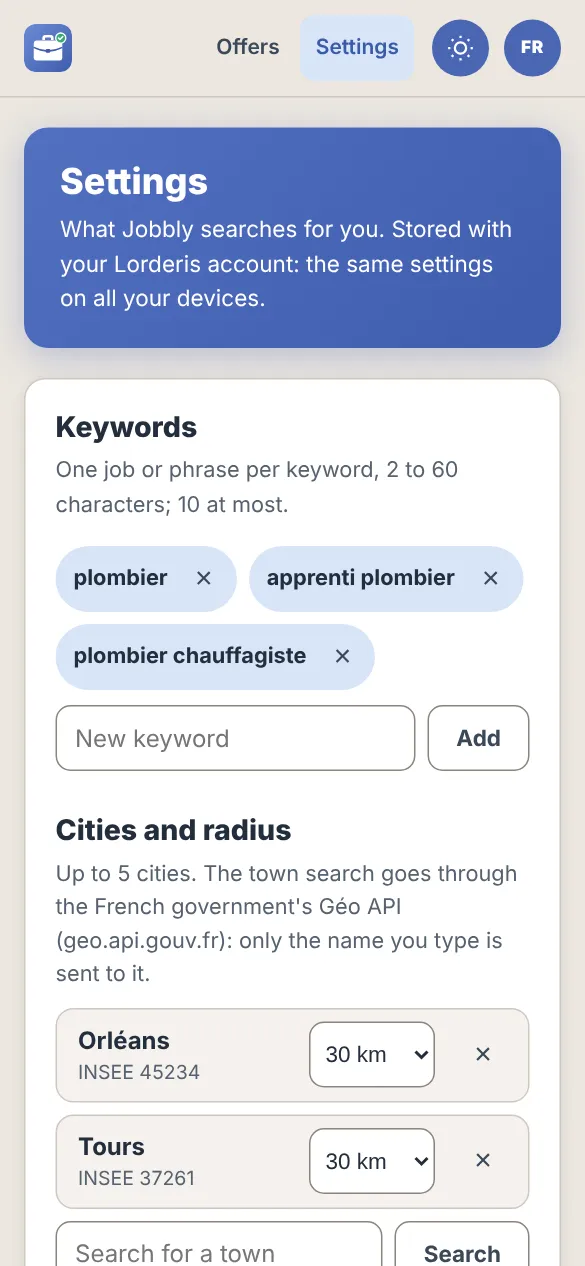 Offers
Settings
FR
Settings
What Jobbly searches for you. Stored with
your Lorderis account: the same settings
on all your devices.
Keywords
One job or phrase per keyword, 2 to 60
characters; 10 at most.
plombier ✕
apprenti plombier ✕
plombier chauffagiste ✕
New keyword
Add
Cities and radius
Up to 5 cities. The town search goes through
the French government's Géo API
(geo.api.gouv.fr): only the name you type is
sent to it.
Orléans
INSEE 45234
30 km
✕
Tours
INSEE 37261
30 km
✕
Search for a town
Search